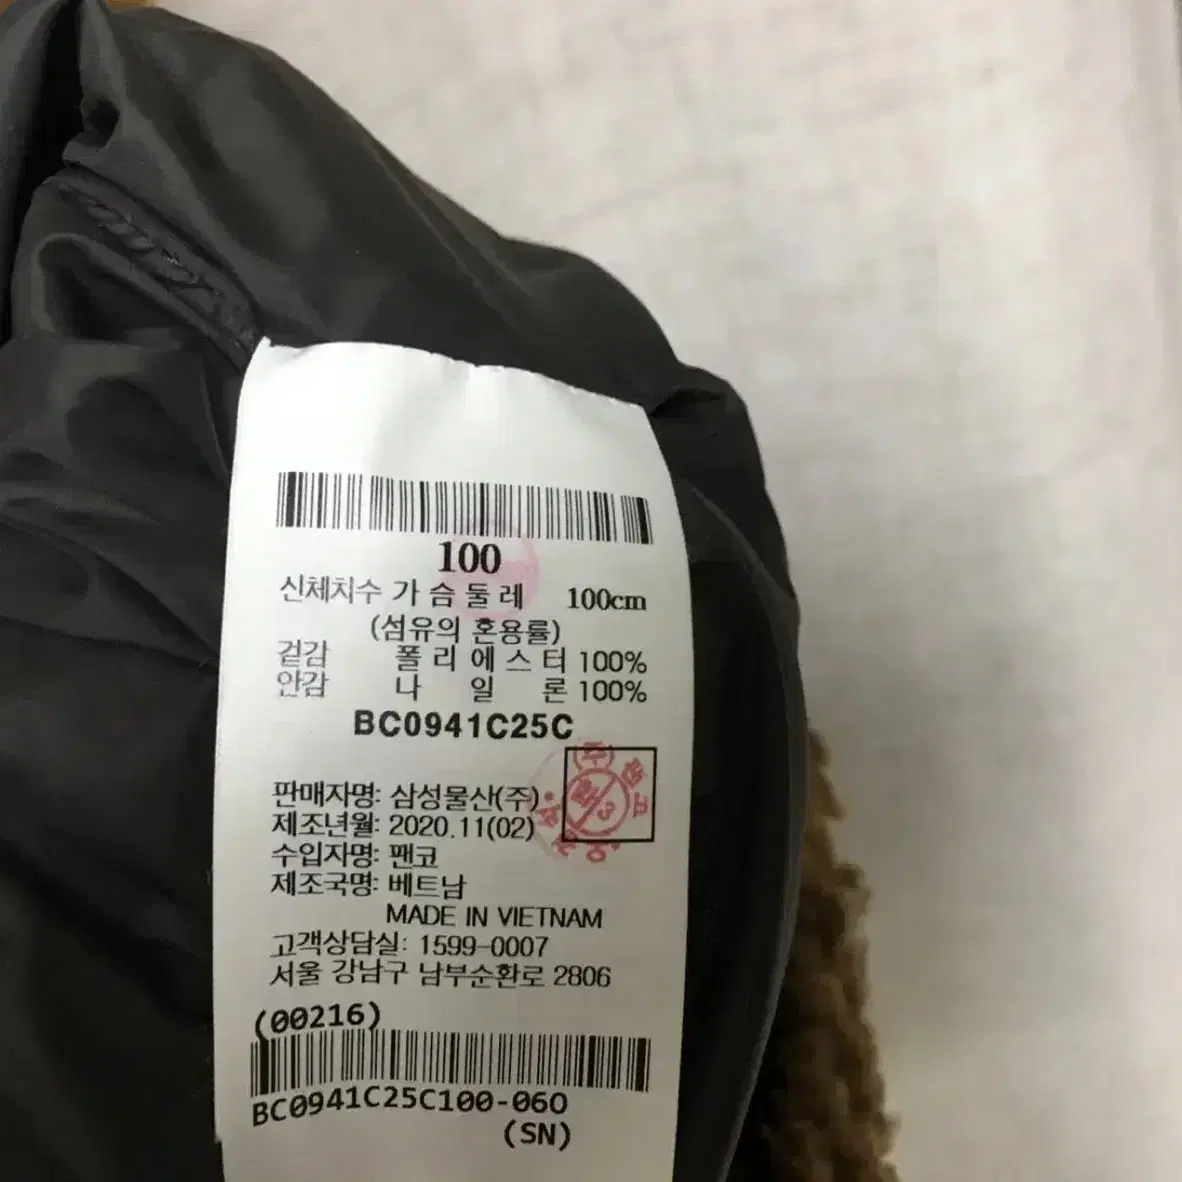 100
신체치수 가 슴 둘 레 100cm
(섬유의 혼용률)
겉감 폴 리 에 스 터 100%
안감 나 일 론 100%
BC0941C25C
판매자명: 삼성물산(주)
제조년월: 2020.11(02)
수입자명: 팬코
제조국명: 베트남
MADE IN VIETNAM
고객상담실: 1599-0007
서울 강남구 남부순환로 2806
(00216)
BC0941C25C100-060
(SN)